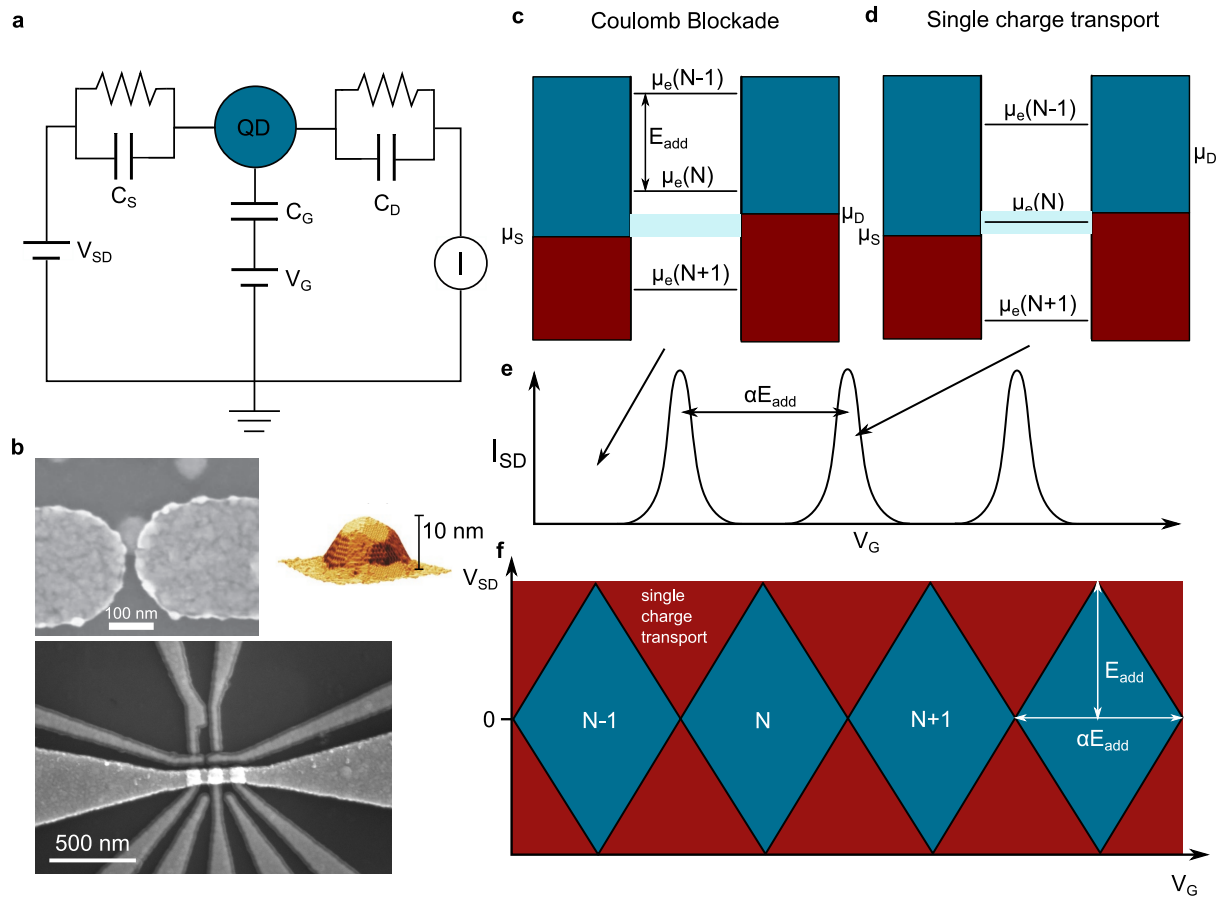 a
QD
C_S
C_G
C_D
V_SD
V_G
I
b
100 nm
10 nm
500 nm
c Coulomb Blockade
μ_e(N-1)
E_add
μ_e(N)
μ_S
μ_D
μ_e(N+1)
d Single charge transport
μ_e(N-1)
μ_D
μ_e(N)
μ_S
μ_e(N+1)
e
αE_add
I_SD
V_G
f
V_SD
single
charge
transport
0
N-1
N
N+1
E_add
αE_add
V_G